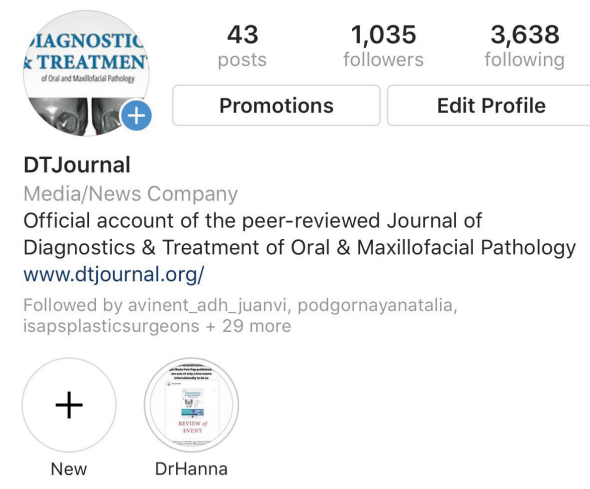 IAGNOSTIC
& TREATMEN
of Oral and Maxillofacial Pathology
43
posts
1,035
followers
3,638
following
Promotions
Edit Profile
DTJournal
Media/News Company
Official account of the peer-reviewed Journal of
Diagnostics & Treatment of Oral & Maxillofacial Pathology
www.dtjournal.org/
Followed by avinent_adh_juanvi, podgornayanatalia,
isapsplasticsurgeons + 29 more
REVIEW of
EVENT
New
DrHanna